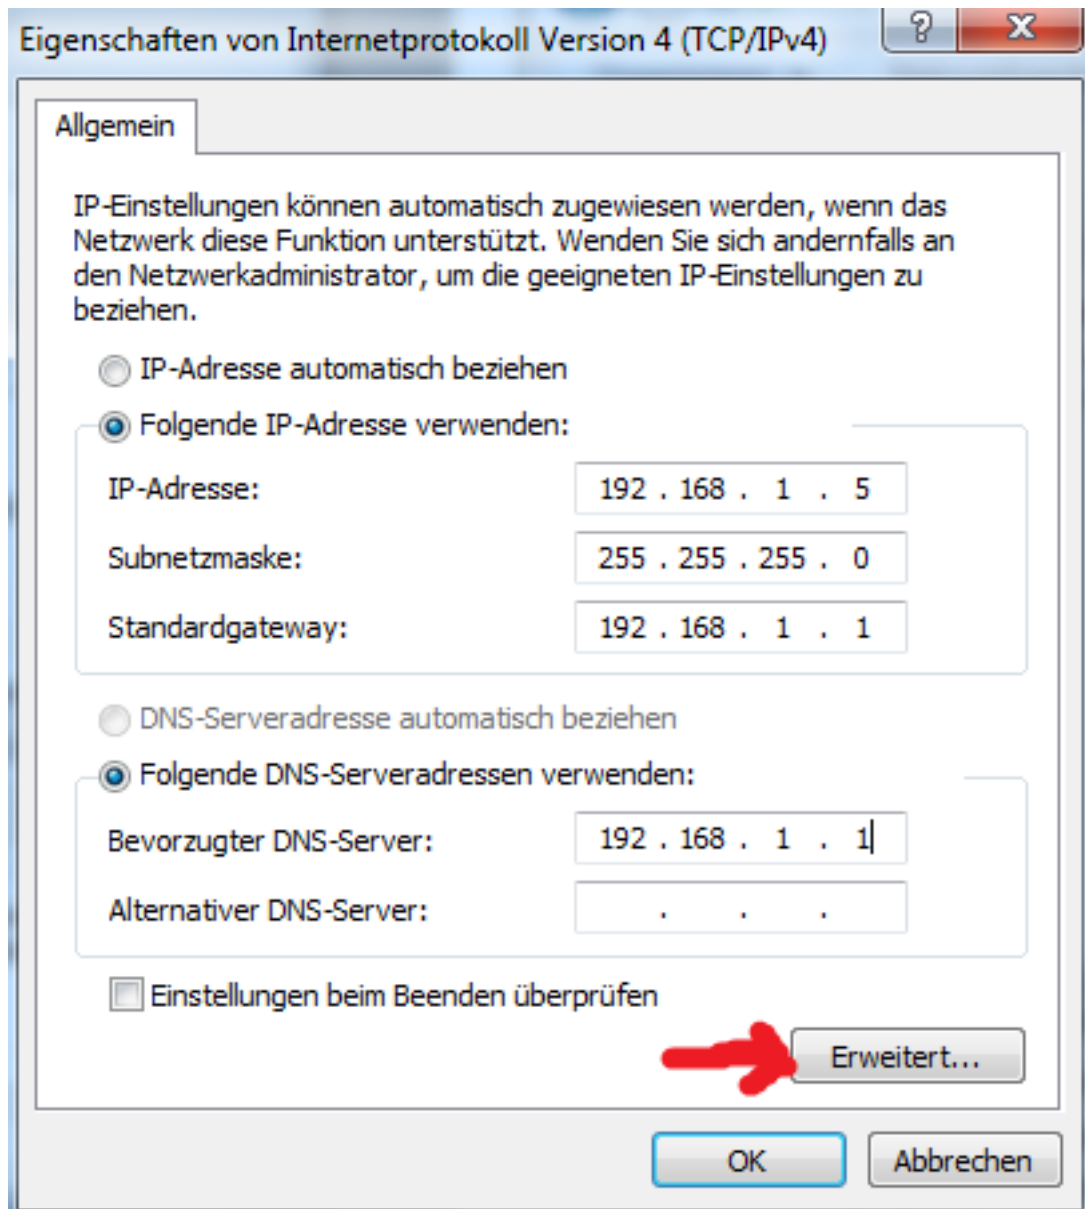 Eigenschaften von Internetprotokoll Version 4 (TCP/IPv4)
?
X
Allgemein
IP-Einstellungen können automatisch zugewiesen werden, wenn das
Netzwerk diese Funktion unterstützt. Wenden Sie sich andernfalls an
den Netzwerkadministrator, um die geeigneten IP-Einstellungen zu
beziehen.
IP-Adresse automatisch beziehen
Folgende IP-Adresse verwenden:
IP-Adresse: 192 . 168 . 1 . 5
Subnetzmaske: 255 . 255 . 255 . 0
Standardgateway: 192 . 168 . 1 . 1
DNS-Serveradresse automatisch beziehen
Folgende DNS-Serveradressen verwenden:
Bevorzugter DNS-Server: 192 . 168 . 1 . 1
Alternativer DNS-Server: . . .
Einstellungen beim Beenden überprüfen
Erweitert...
OK Abbrechen